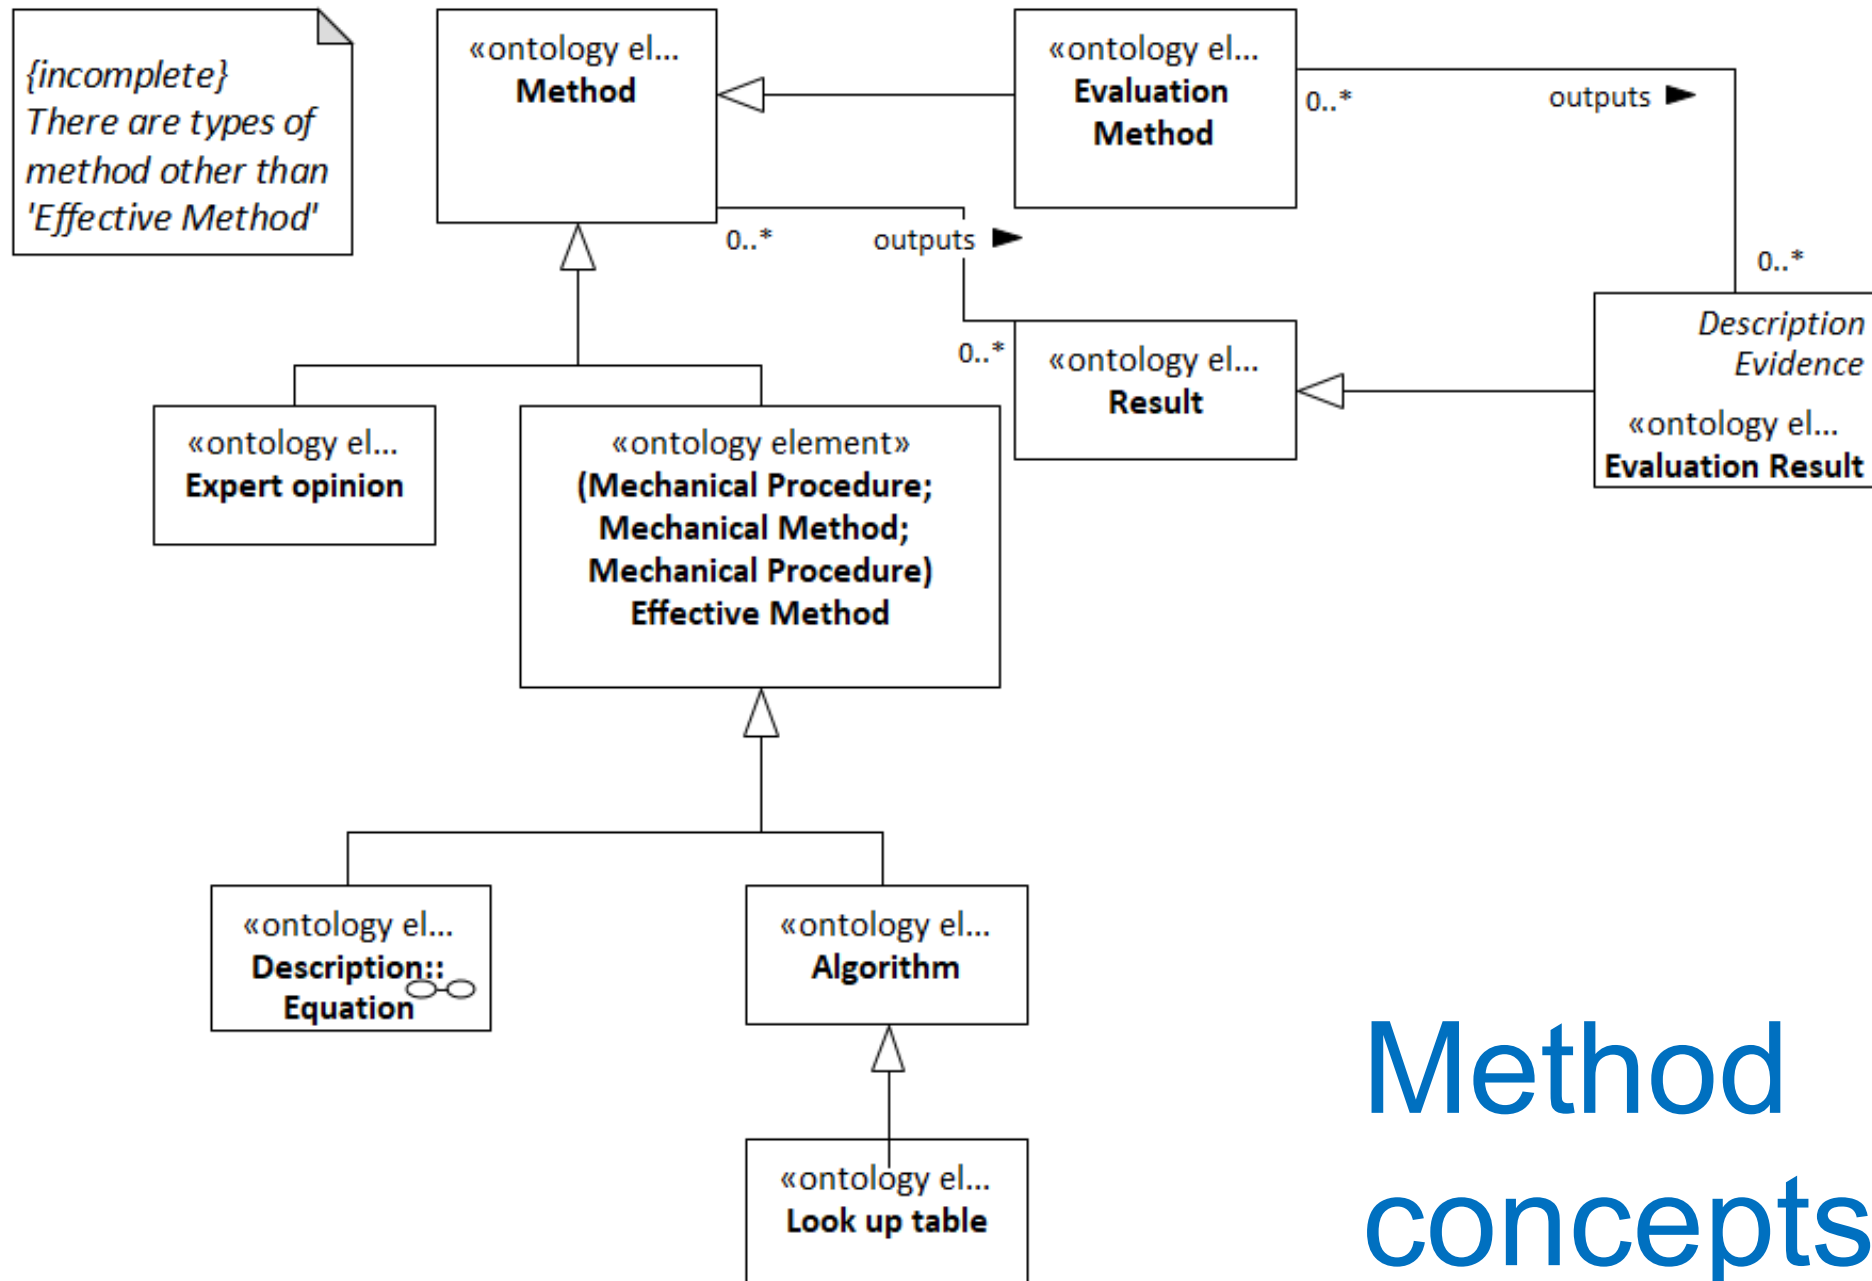 {incomplete}
There are types of
method other than
'Effective Method'
«ontology el...
Method
«ontology el...
Evaluation
Method
0..*
outputs
0..*
outputs
0..*
0..*
«ontology el...
Result
Description
Evidence
«ontology el...
Evaluation Result
«ontology el...
Expert opinion
«ontology element»
(Mechanical Procedure;
Mechanical Method;
Mechanical Procedure)
Effective Method
«ontology el...
Description::
Equation
«ontology el...
Algorithm
«ontology el...
Look up table
Method
concepts